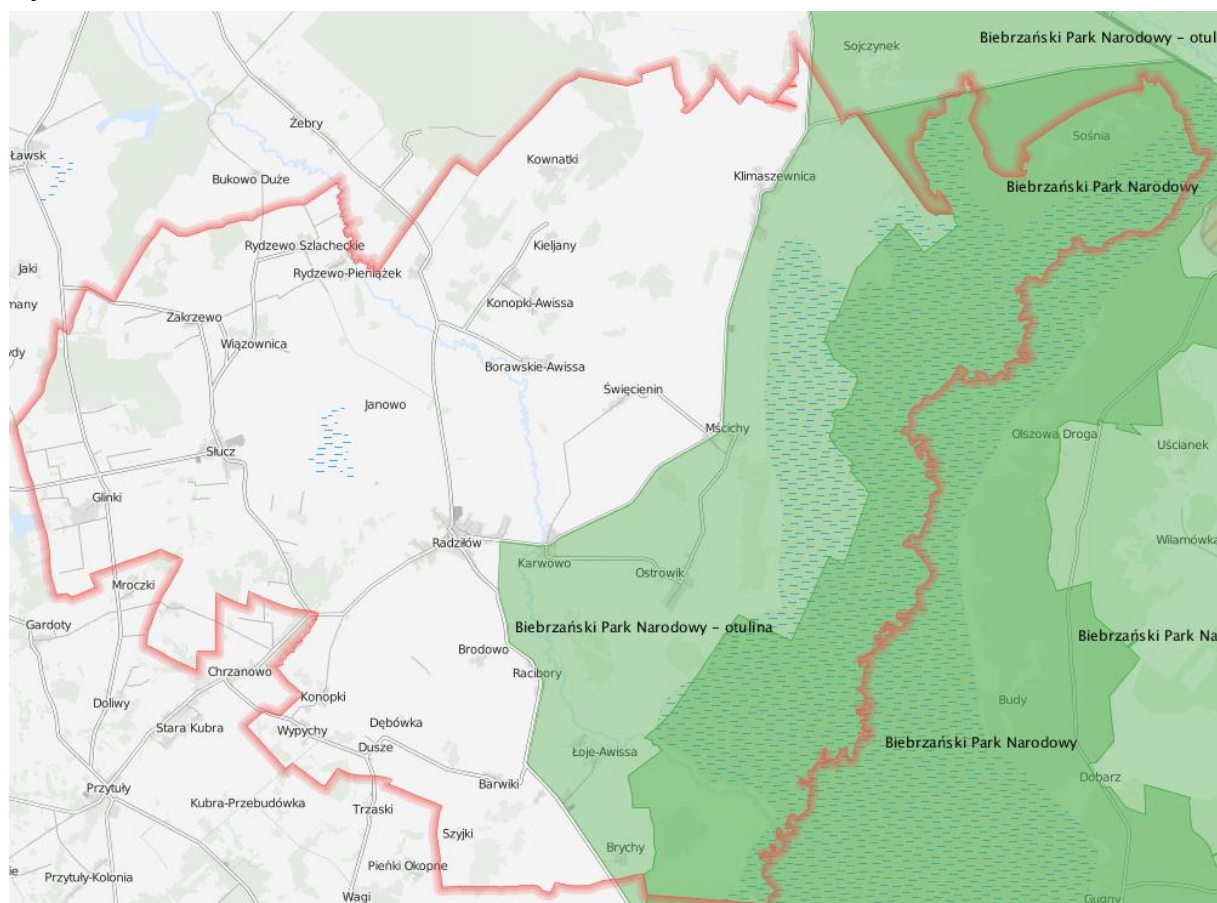 Biebrzański Park Narodowy – otul
Sojczynek
Żebry
Sośnia
Ławsk
Kownatki
Bukowo Duże
Klimaszewnica
Biebrzański Park Narodowy
Rydzewo Szlacheckie
Kieljany
Jaki
Rydzewo-Pieniążek
many
Konopki-Awissa
Zakrzewo
Wiązownica
ydy
Borawskie-Awissa
Święcienin
Janowo
Mścichy
Olszowa Droga
Uścianek
Słucz
Glinki
Radziłów
Wilamówka
Karwowo
Ostrowik
Mroczki
Gardoty
Biebrzański Park Narodowy – otulina
Biebrzański Park Na
Brodowo
Chrzanowo
Racibory
Konopki
Doliwy
Budy
Stara Kubra
Wypychy
Dębówka
Dusze
Łoje-Awissa
Biebrzański Park Narodowy
Dobarz
Przytuły
Barwiki
Kubra-Przebudówka
Trzaski
Szyjki
Brychy
Pieńki Okopne
ie
Przytuły-Kolonia
Wagi
Gugny